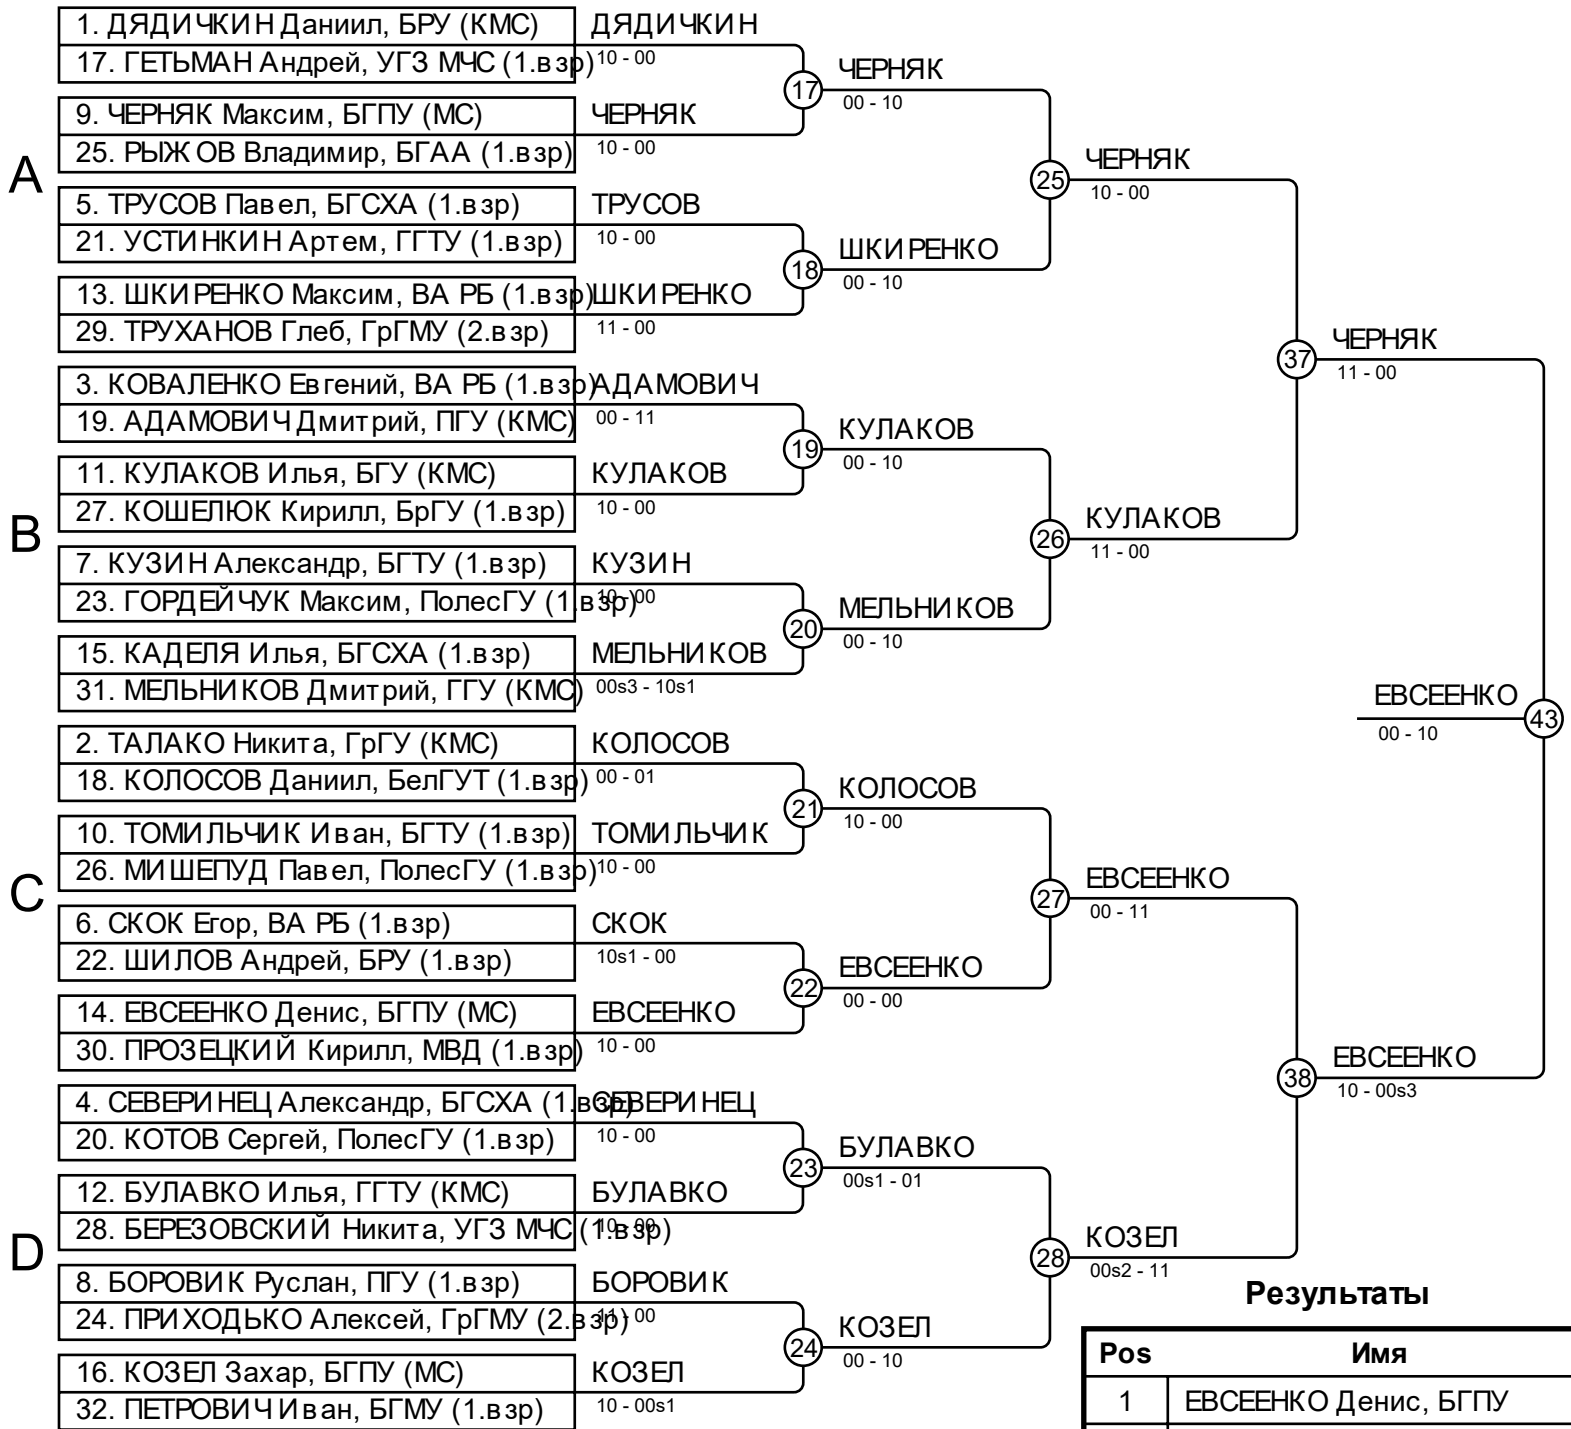 A
1. ДЯДИЧКИН Даниил, БРУ (КМС)
17. ГЕТЬМАН Андрей, УГЗ МЧС (1.взр)
9. ЧЕРНЯК Максим, БГПУ (МС)
25. РЫЖОВ Владимир, БГАА (1.взр)
5. ТРУСОВ Павел, БГСХА (1.взр)
21. УСТИНКИН Артем, ГГТУ (1.взр)
13. ШКИРЕНКО Максим, ВА РБ (1.взр)
29. ТРУХАНОВ Глеб, ГрГМУ (2.взр)
B
3. КОВАЛЕНКО Евгений, ВА РБ (1.взр)
19. АДАМОВИЧ Дмитрий, ПГУ (КМС)
11. КУЛАКОВ Илья, БГУ (КМС)
27. КОШЕЛЮК Кирилл, БрГУ (1.взр)
7. КУЗИН Александр, БГТУ (1.взр)
23. ГОРДЕЙЧУК Максим, ПолесГУ (1.взр)
15. КАДЕЛЯ Илья, БГСХА (1.взр)
31. МЕЛЬНИКОВ Дмитрий, ГГУ (КМС)
C
2. ТАЛАКО Никита, ГрГУ (КМС)
18. КОЛОСОВ Даниил, БелГУТ (1.взр)
10. ТОМИЛЬЧИК Иван, БГТУ (1.взр)
26. МИШЕПУД Павел, ПолесГУ (1.взр)
6. СКОК Егор, ВА РБ (1.взр)
22. ШИЛОВ Андрей, БРУ (1.взр)
14. ЕВСЕЕНКО Денис, БГПУ (МС)
30. ПРОЗЕЦКИЙ Кирилл, МВД (1.взр)
D
4. СЕВЕРИНЕЦ Александр, БГСХА (1.взр)
20. КОТОВ Сергей, ПолесГУ (1.взр)
12. БУЛАВКО Илья, ГГТУ (КМС)
28. БЕРЕЗОВСКИЙ Никита, УГЗ МЧС (1.взр)
8. БОРОВИК Руслан, ПГУ (1.взр)
24. ПРИХОДЬКО Алексей, ГрГМУ (2.взр)
16. КОЗЕЛ Захар, БГПУ (МС)
32. ПЕТРОВИЧ Иван, БГМУ (1.взр)
ДЯДИЧКИН
10 - 00
ЧЕРНЯК
10 - 00
ТРУСОВ
10 - 00
ШКИРЕНКО
11 - 00
АДАМОВИЧ
00 - 11
КУЛАКОВ
10 - 00
КУЗИН
10 - 00
МЕЛЬНИКОВ
00s3 - 10s1
КОЛОСОВ
00 - 01
ТОМИЛЬЧИК
10 - 00
СКОК
10s1 - 00
ЕВСЕЕНКО
10 - 00
СЕВЕРИНЕЦ
10 - 00
БУЛАВКО
10 - 00
БОРОВИК
11 - 00
КОЗЕЛ
10 - 00s1
17
ЧЕРНЯК
00 - 10
18
ШКИРЕНКО
00 - 10
19
КУЛАКОВ
00 - 10
20
МЕЛЬНИКОВ
00 - 10
21
КОЛОСОВ
10 - 00
22
ЕВСЕЕНКО
00 - 00
23
БУЛАВКО
00s1 - 01
24
КОЗЕЛ
00 - 10
25
ЧЕРНЯК
10 - 00
26
КУЛАКОВ
11 - 00
27
ЕВСЕЕНКО
00 - 11
28
КОЗЕЛ
00s2 - 11
37
ЧЕРНЯК
11 - 00
38
ЕВСЕЕНКО
10 - 00s3
ЕВСЕЕНКО
43
00 - 10
Результаты
Pos Имя
1 ЕВСЕЕНКО Денис, БГПУ